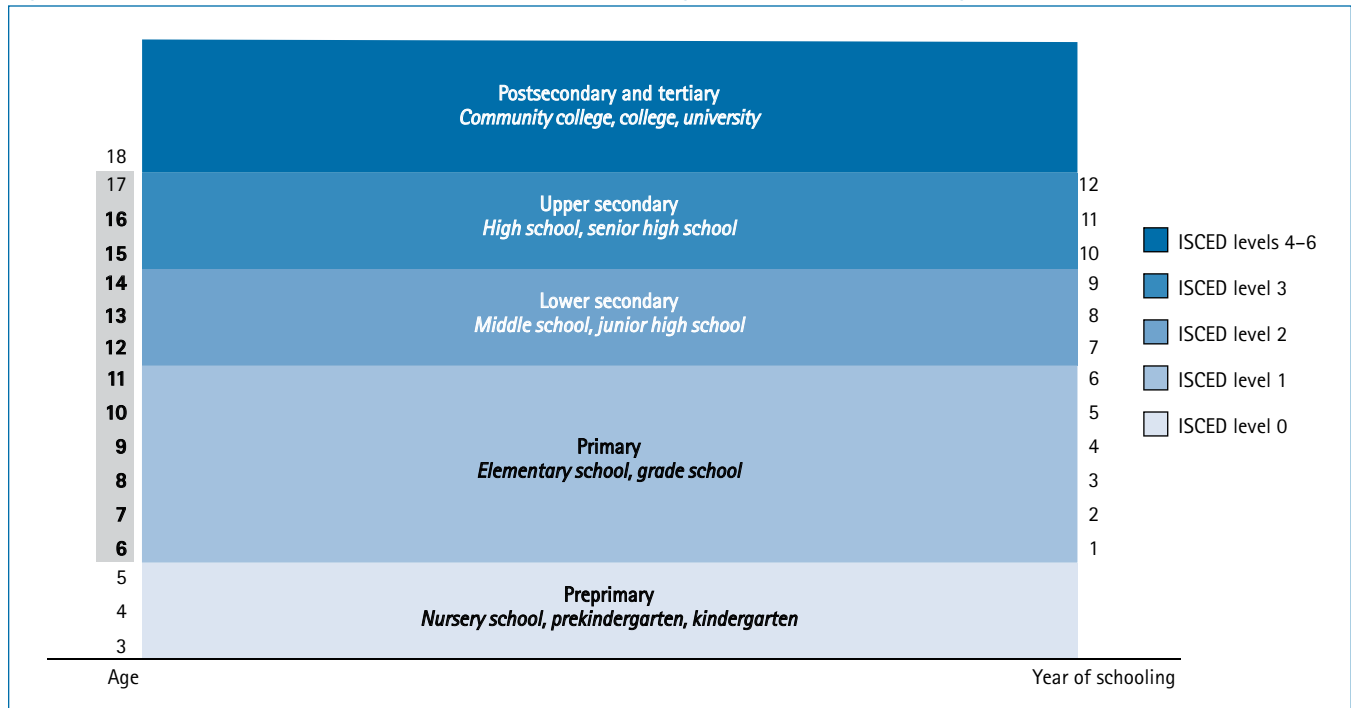 Postsecondary and tertiary
Community college, college, university
18
17
12
Upper secondary
High school, senior high school
16
11
15
10
ISCED levels 4–6
14
9
ISCED level 3
Lower secondary
Middle school, junior high school
13
8
12
7
ISCED level 2
11
6
ISCED level 1
10
5
ISCED level 0
9
Primary
4
Elementary school, grade school
8
3
7
2
6
1
5
Preprimary
Nursery school, prekindergarten, kindergarten
4
3
Age
Year of schooling